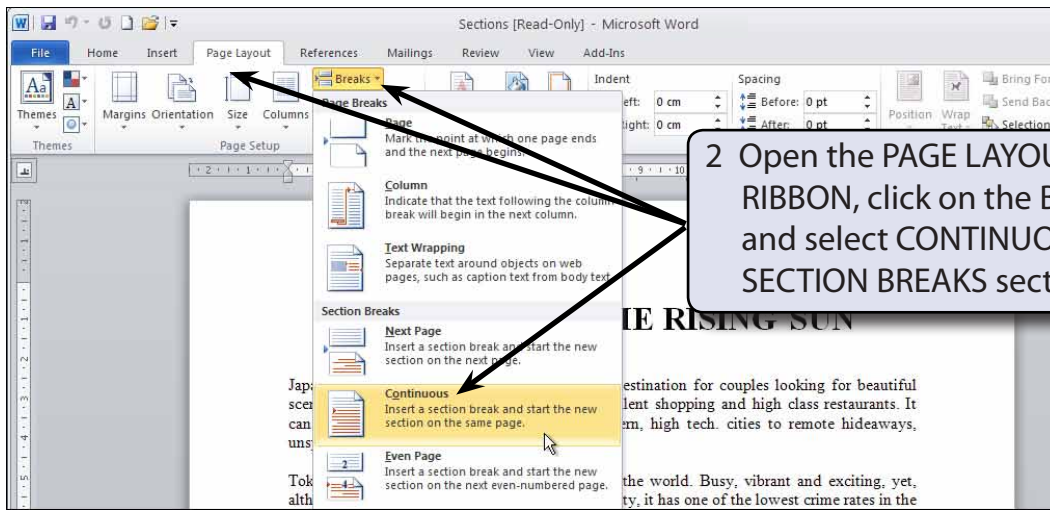 Sections [Read-Only] - Microsoft Word
File Home Insert Page Layout References Mailings Review View Add-Ins
Themes
Margins Orientation Size Columns
Breaks
Indent
Spacing
eft: 0 cm
Before: 0 pt
ight: 0 cm
After: 0 pt
Position Wrap
Bring For
Send Bac
Selection
Themes
Page Setup
Page Breaks
Page
Mark the point at which one page ends
and the next page begins.
Column
Indicate that the text following the column
break will begin in the next column.
Text Wrapping
Separate text around objects on web
pages, such as caption text from body text.
Section Breaks
Next Page
Insert a section break and start the new
section on the next page.
Continuous
Insert a section break and start the new
section on the same page.
Even Page
Insert a section break and start the new
section on the next even-numbered page.
2 Open the PAGE LAYOU
RIBBON, click on the B
and select CONTINUO
SECTION BREAKS sect
HE RISING SUN
Japa
estination for couples looking for beautiful
scen
lent shopping and high class restaurants. It
can
ern, high tech. cities to remote hideaways,
uns
Tok
the world. Busy, vibrant and exciting, yet,
alth
ty, it has one of the lowest crime rates in the